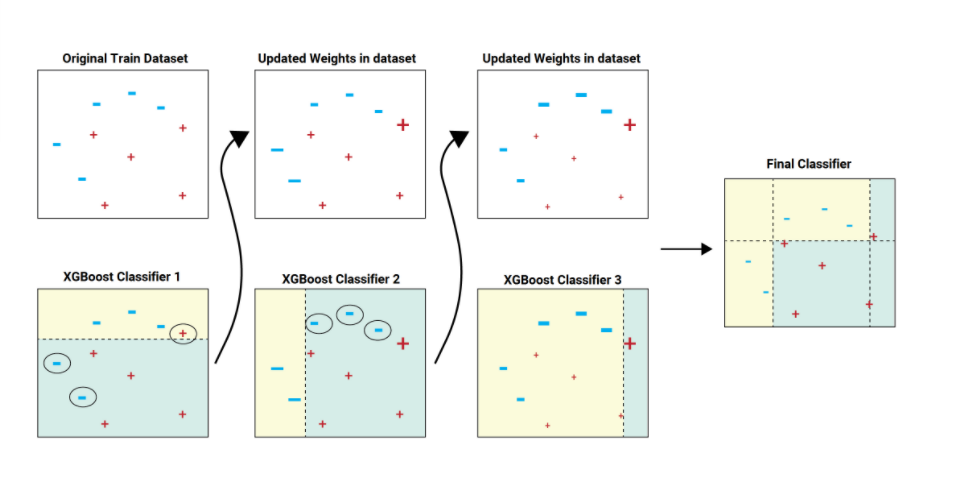 Original Train Dataset
Updated Weights in dataset
Updated Weights in dataset
Final Classifier
XGBoost Classifier 1
XGBoost Classifier 2
XGBoost Classifier 3